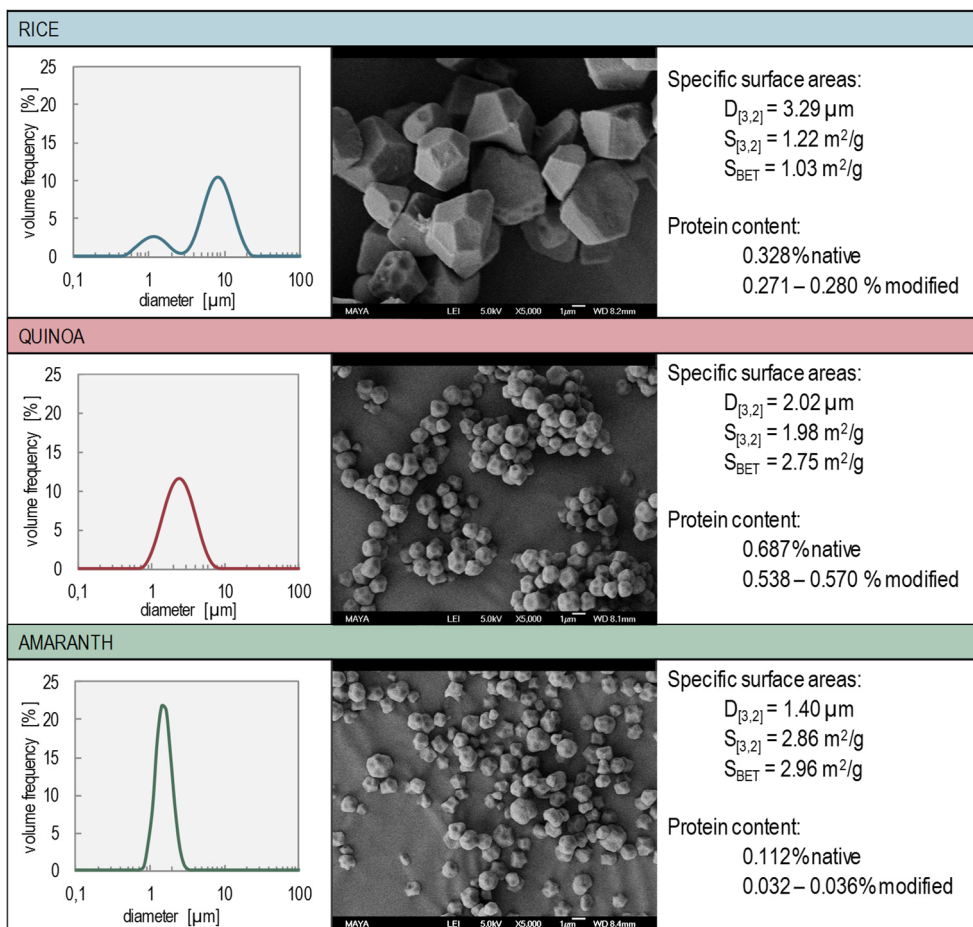 RICE
25
20
15
10
5
0
volume frequency [%]
0,1 1 10 100
diameter [µm]
MAYA LEI 5.0kV X5,000 1µm WD 8.2mm
Specific surface areas:
D[3,2] = 3.29 µm
S[3,2] = 1.22 m²/g
SBET = 1.03 m²/g
Protein content:
0.328% native
0.271 – 0.280 % modified
QUINOA
25
20
15
10
5
0
volume frequency [%]
0,1 1 10 100
diameter [µm]
MAYA LEI 5.0kV X5,000 1µm WD 8.1mm
Specific surface areas:
D[3,2] = 2.02 µm
S[3,2] = 1.98 m²/g
SBET = 2.75 m²/g
Protein content:
0.687% native
0.538 – 0.570 % modified
AMARANTH
25
20
15
10
5
0
volume frequency [%]
0,1 1 10 100
diameter [µm]
MAYA LEI 5.0kV X5,000 1µm WD 8.4mm
Specific surface areas:
D[3,2] = 1.40 µm
S[3,2] = 2.86 m²/g
SBET = 2.96 m²/g
Protein content:
0.112% native
0.032 – 0.036% modified